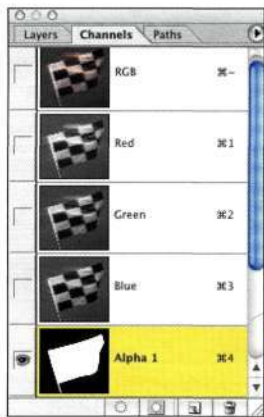 Layers Channels Paths
RGB ⌘~
Red ⌘1
Green ⌘2
Blue ⌘3
Alpha 1 ⌘4